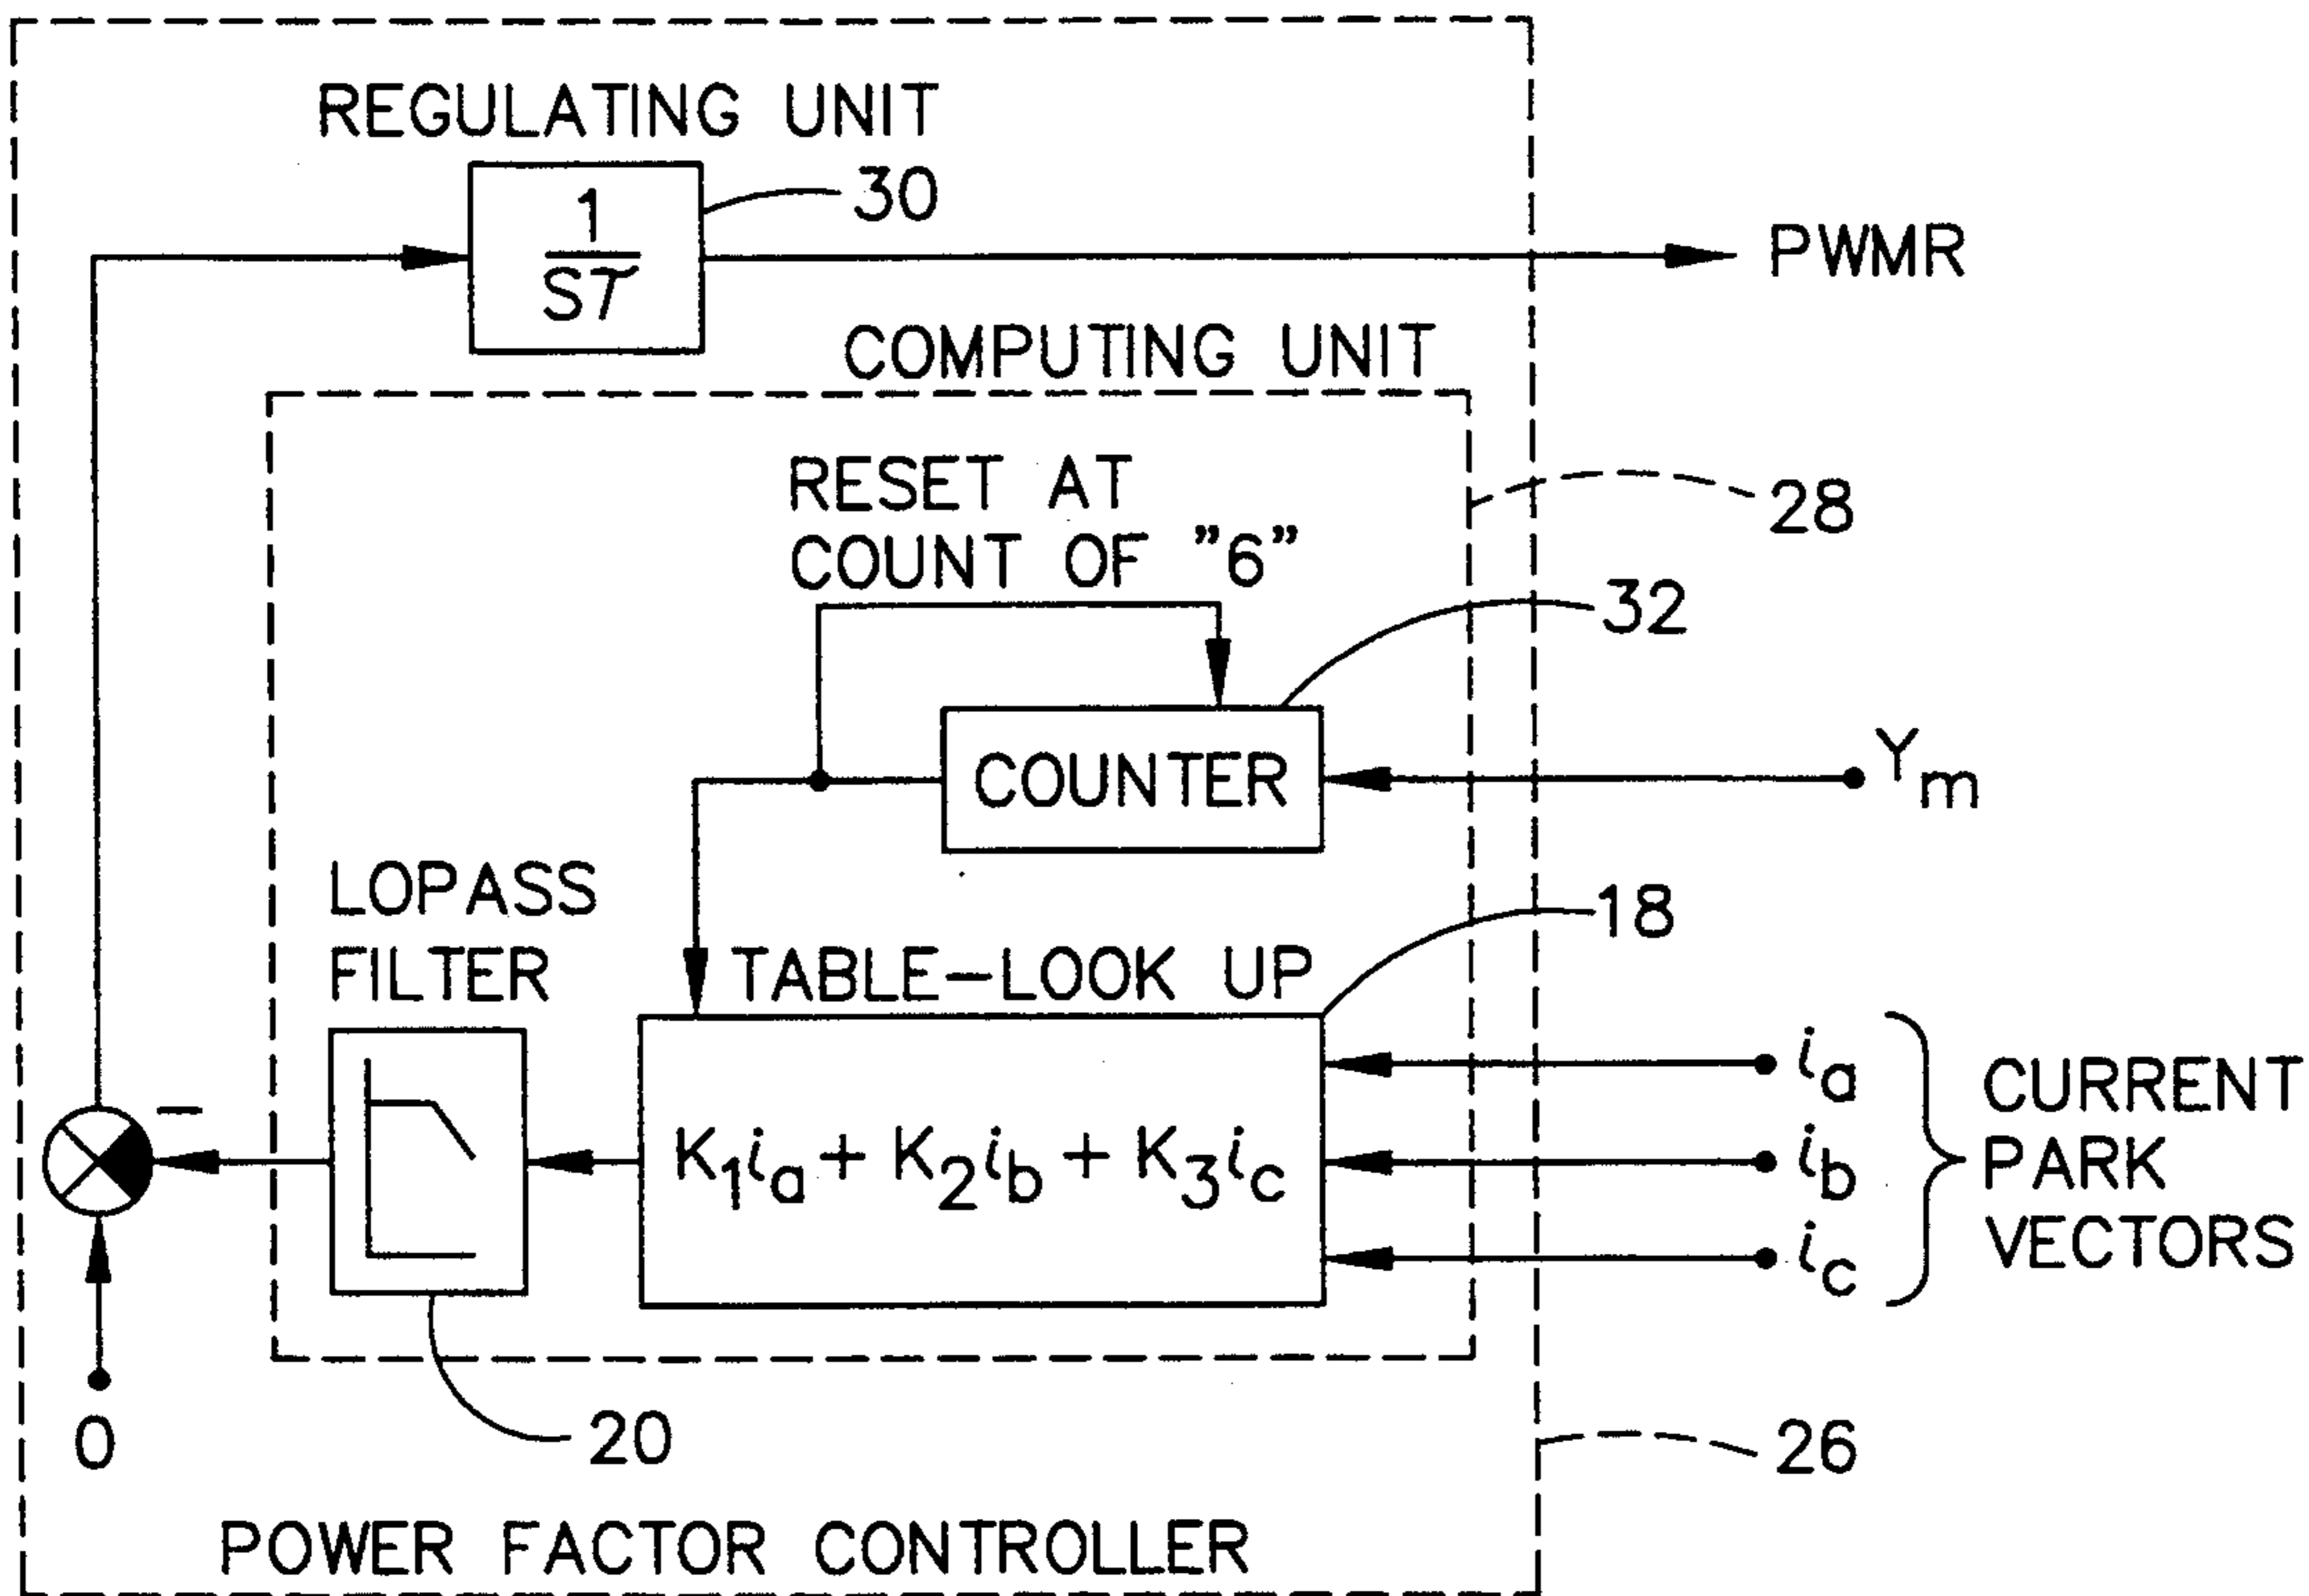 REGULATING UNIT
30
1
Sτ
PWMR
COMPUTING UNIT
RESET AT
COUNT OF "6"
28
32
COUNTER
Ym
LOPASS
FILTER
TABLE-LOOK UP
18
K1ia + K2ib + K3ic
ia
ib
ic
CURRENT
PARK
VECTORS
−
0
20
26
POWER FACTOR CONTROLLER